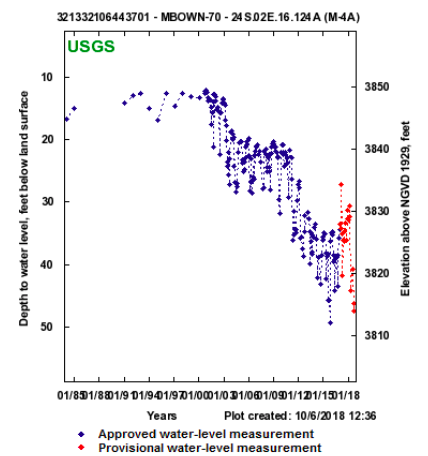 321332106443701 - MBOWN-70 - 24S.02E.16.124A (M-4A)
USGS
Depth to water level, feet below land surface
10
20
30
40
50
3850
3840
3830
3820
3810
Elevation above NGVD 1929, feet
01/85 01/88 01/91 01/94 01/97 01/00 01/03 01/06 01/09 01/12 01/15 01/18
Years Plot created: 10/6/2018 12:36
Approved water-level measurement
Provisional water-level measurement